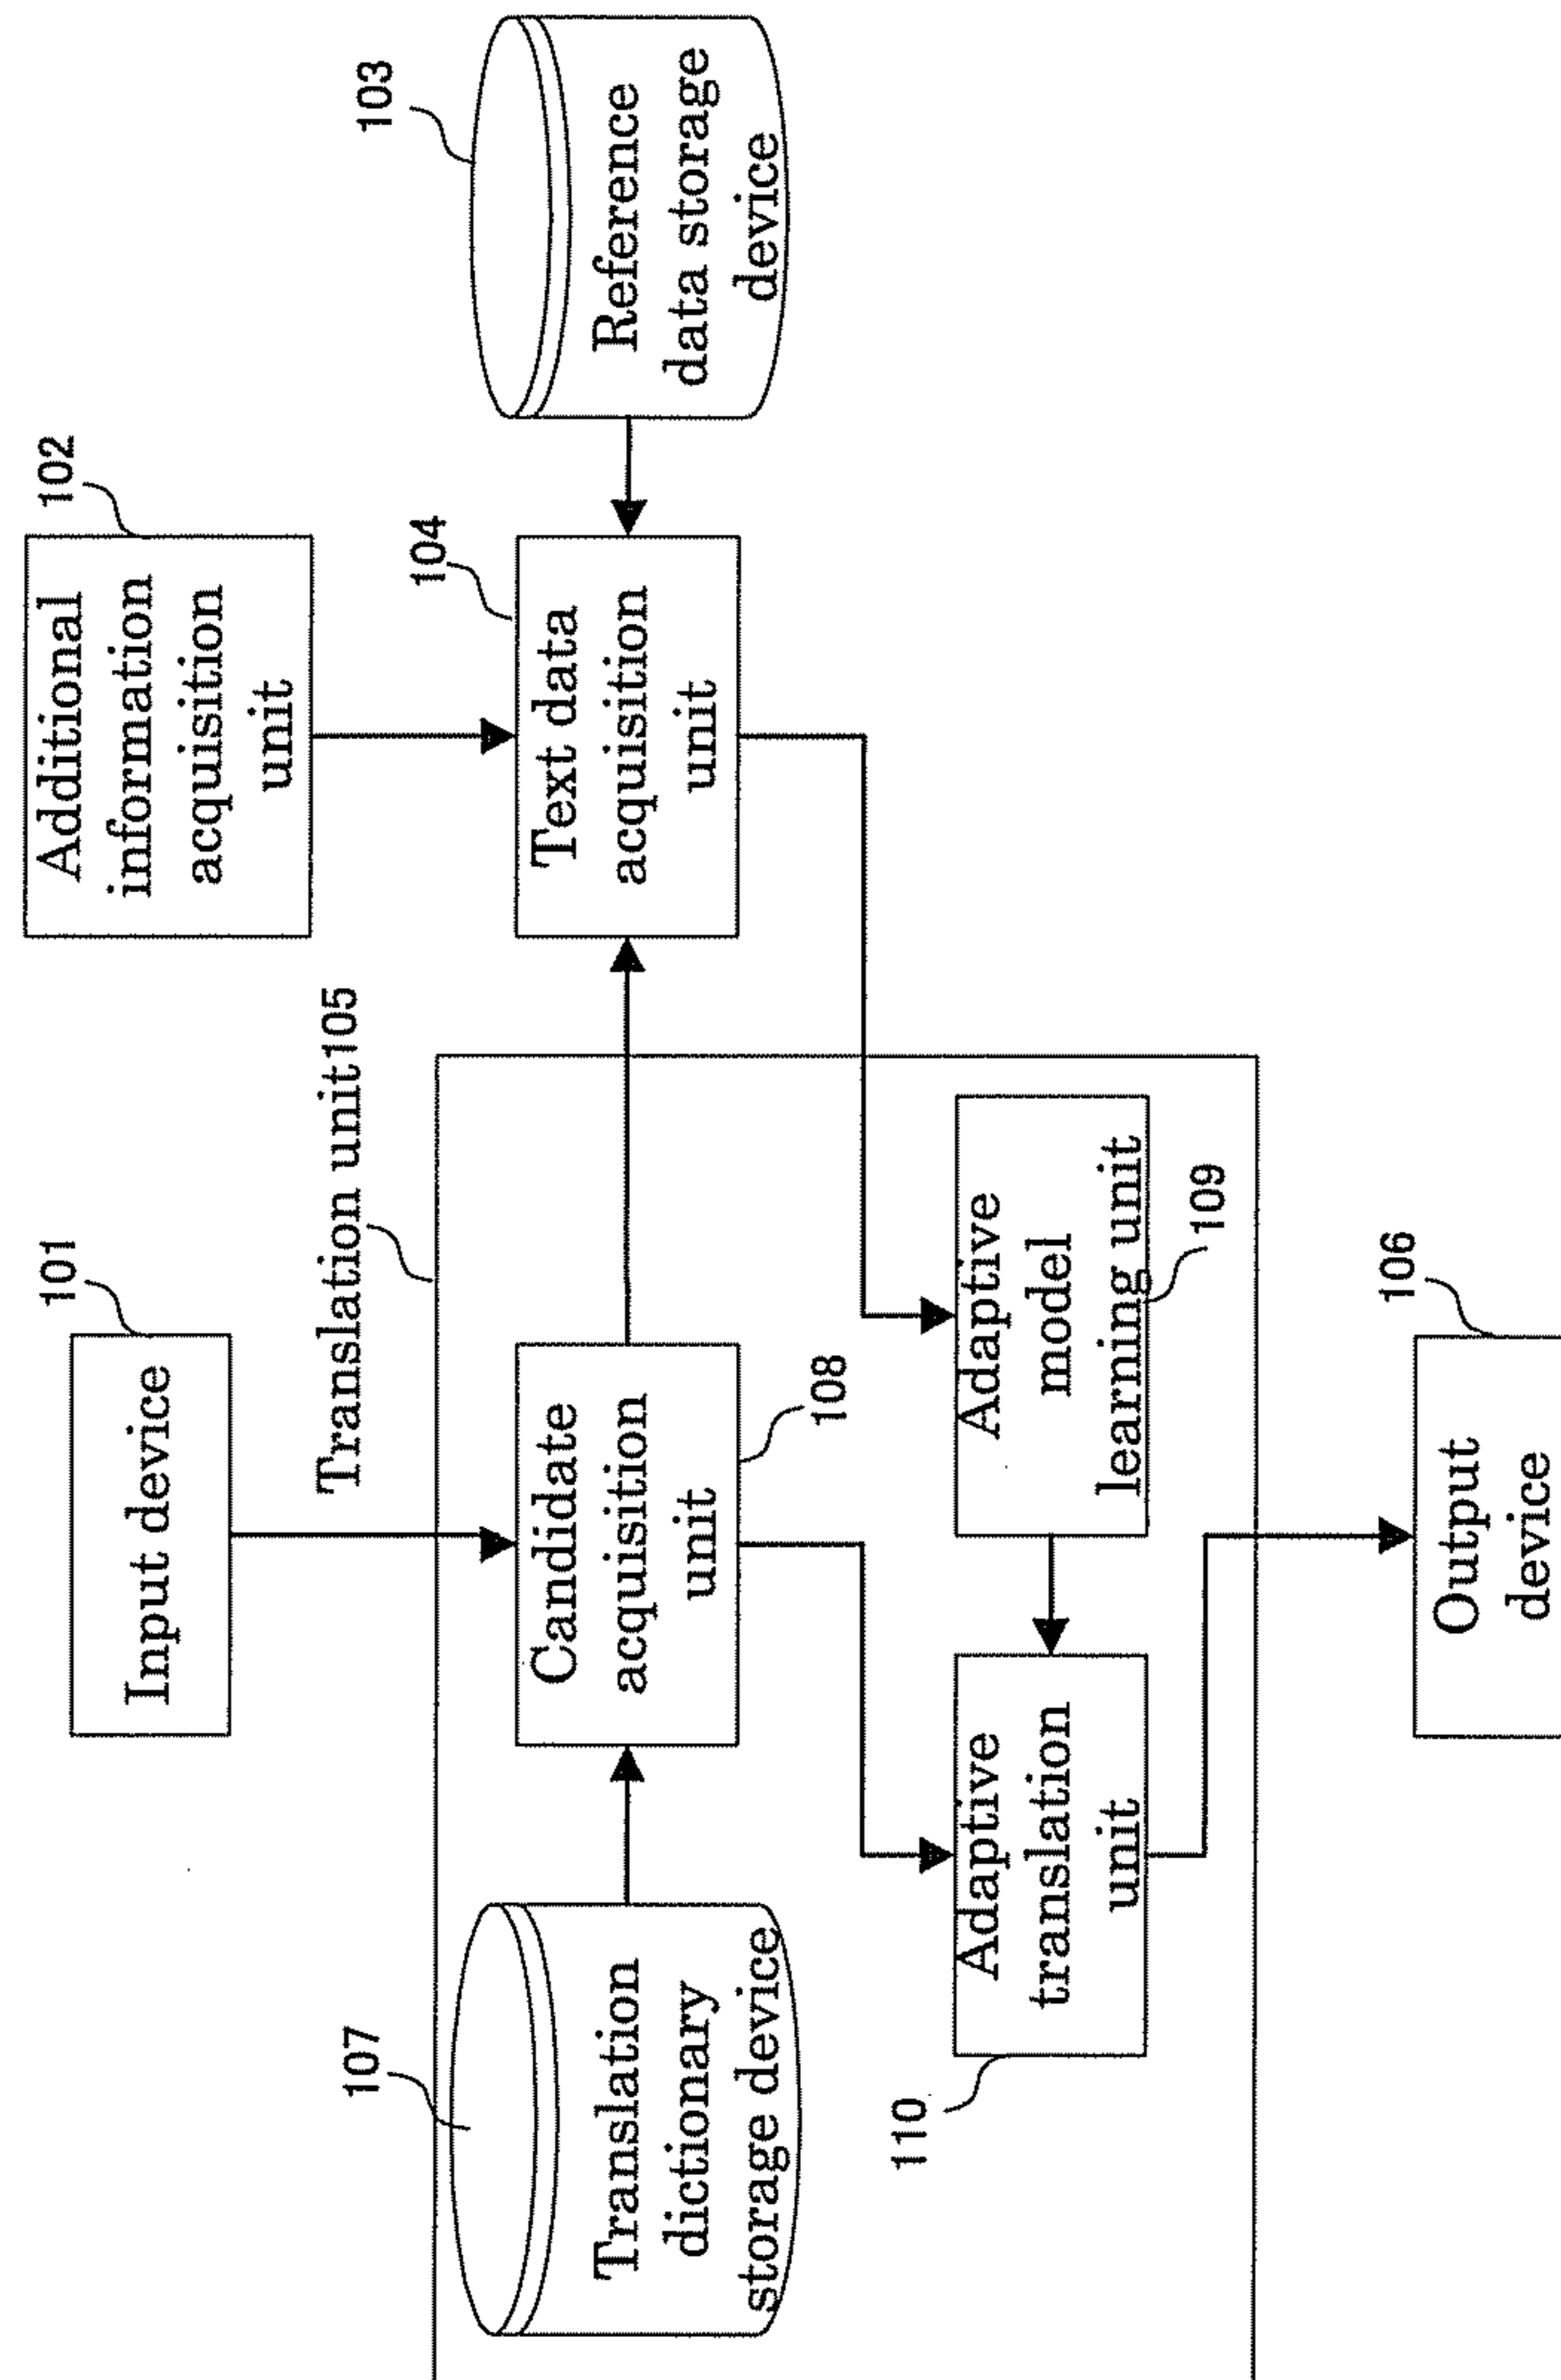 101
Input device
102
Additional
information
acquisition
unit
Translation unit105
107
Translation
dictionary
storage device
Candidate
acquisition
unit
108
104
Text data
acquisition
unit
103
Reference
data storage
device
110
Adaptive
translation
unit
Adaptive
model
learning unit
109
106
Output
device